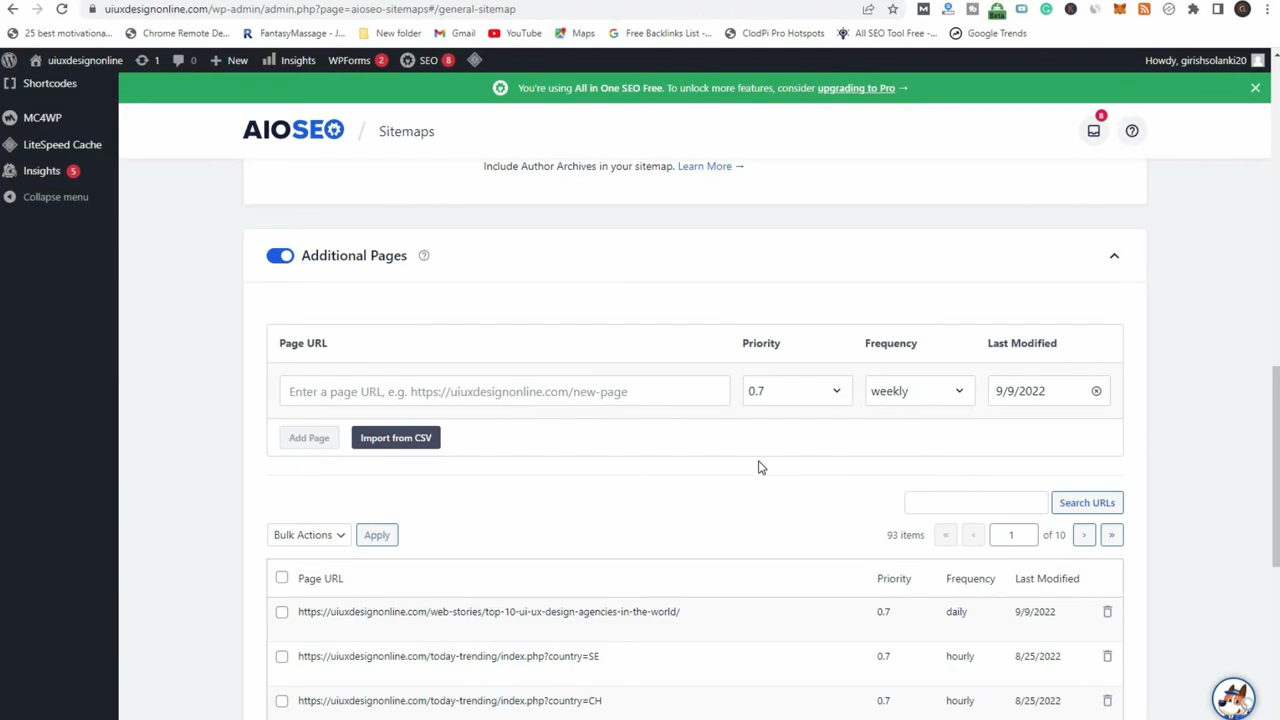 uiuxdesignonline.com/wp-admin/admin.php?page=aioseo-sitemaps#/general-sitemap
25 best motivationa...
Chrome Remote De...
FantasyMassage - J...
New folder
Gmail
YouTube
Maps
Free Backlinks List -...
ClodPi Pro Hotspots
All SEO Tool Free -...
Google Trends
uiuxdesignonline
1
0
New
Insights
WPForms 2
SEO 8
Howdy, girishsolanki20
Shortcodes
MC4WP
LiteSpeed Cache
Insights 5
Collapse menu
You're using All in One SEO Free. To unlock more features, consider upgrading to Pro →
AIOSEO / Sitemaps
8
Include Author Archives in your sitemap. Learn More →
Additional Pages
Page URL Priority Frequency Last Modified
Enter a page URL, e.g. https://uiuxdesignonline.com/new-page 0.7 weekly 9/9/2022
Add Page Import from CSV
Search URLs
Bulk Actions Apply 93 items « ‹ 1 of 10 › »
Page URL Priority Frequency Last Modified
https://uiuxdesignonline.com/web-stories/top-10-ui-ux-design-agencies-in-the-world/ 0.7 daily 9/9/2022
https://uiuxdesignonline.com/today-trending/index.php?country=SE 0.7 hourly 8/25/2022
https://uiuxdesignonline.com/today-trending/index.php?country=CH 0.7 hourly 8/25/2022